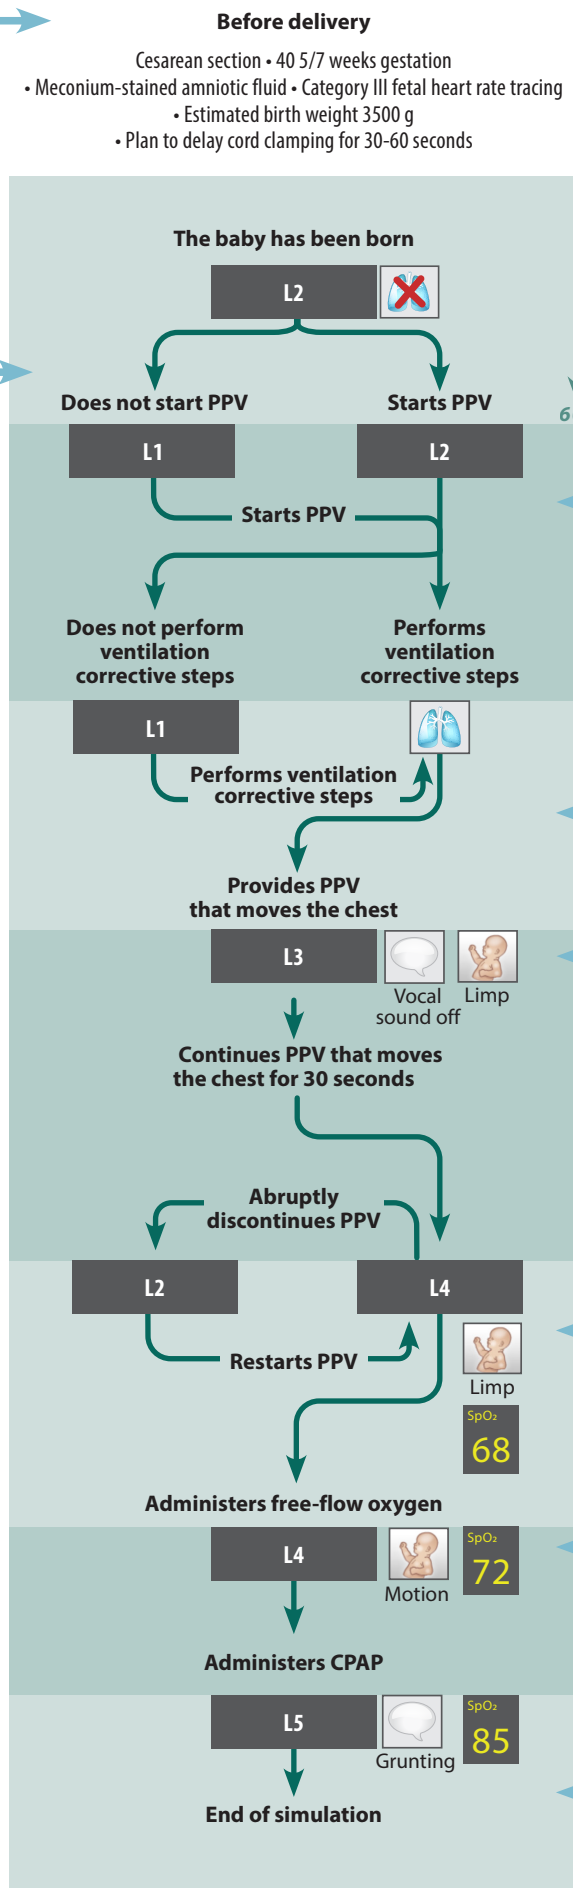 Before delivery
Cesarean section • 40 5/7 weeks gestation
• Meconium-stained amniotic fluid • Category III fetal heart rate tracing
• Estimated birth weight 3500 g
• Plan to delay cord clamping for 30-60 seconds
The baby has been born
L2
Does not start PPV
Starts PPV
6
L1
L2
Starts PPV
Does not perform
ventilation
corrective steps
Performs
ventilation
corrective steps
L1
Performs ventilation
corrective steps
Provides PPV
that moves the chest
L3
Vocal
sound off
Limp
Continues PPV that moves
the chest for 30 seconds
Abruptly
discontinues PPV
L2
L4
Restarts PPV
Limp
SpO₂
68
Administers free-flow oxygen
L4
Motion
SpO₂
72
Administers CPAP
L5
Grunting
SpO₂
85
End of simulation